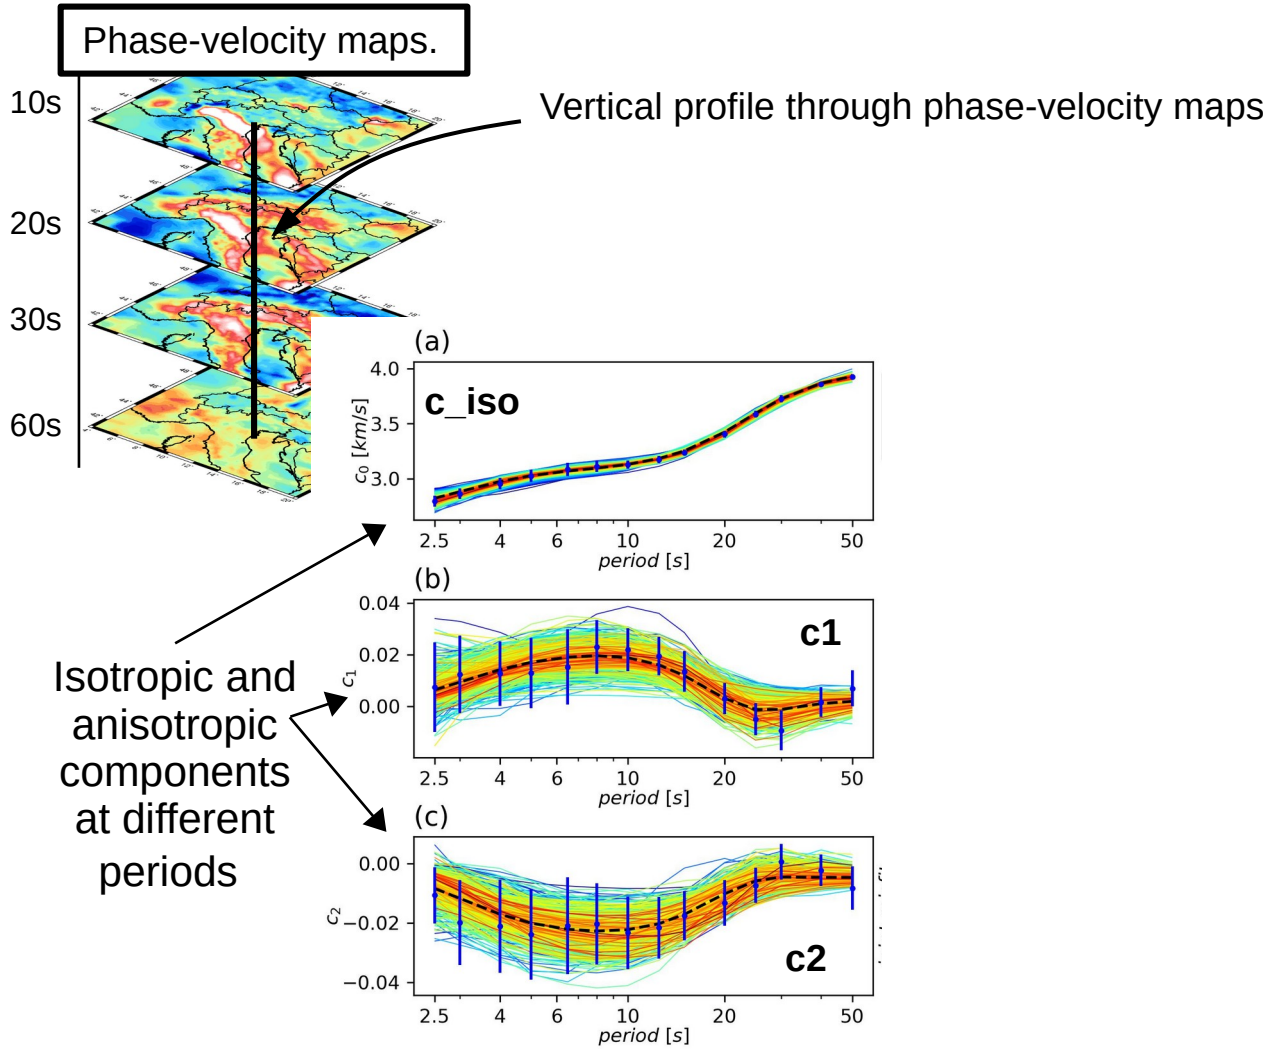 Phase-velocity maps.
10s
Vertical profile through phase-velocity maps
20s
30s
60s
(a)
c_iso
c₀ [km/s]
4.0
3.5
3.0
2.5 4 6 10 20 50
period [s]
(b)
c1
c₁
0.04
0.02
0.00
2.5 4 6 10 20 50
period [s]
Isotropic and
anisotropic
components
at different
periods
(c)
c2
c₂
0.00
−0.02
−0.04
2.5 4 6 10 20 50
period [s]